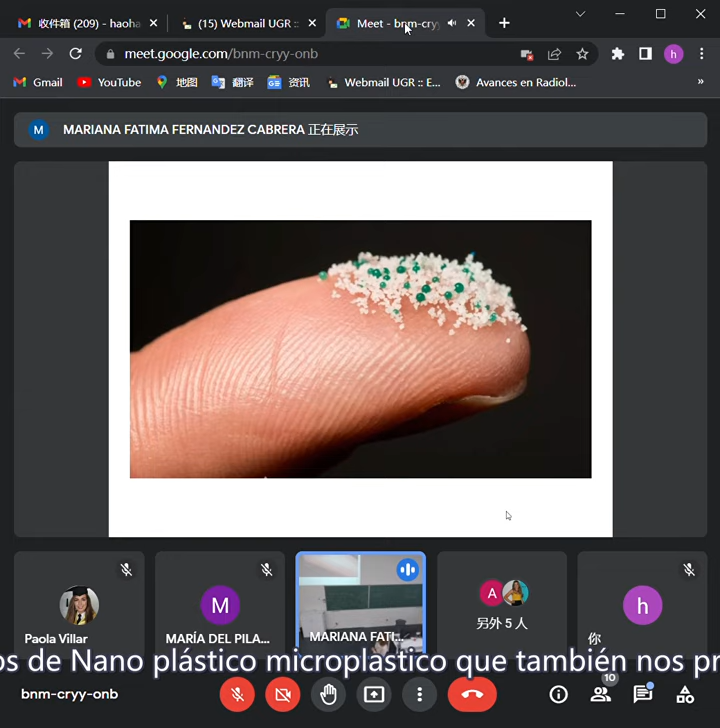 收件箱 (209) - haoha
(15) Webmail UGR ::
Meet - bnm-cry
meet.google.com/bnm-cryy-onb
h
Gmail
YouTube
地图
翻译
资讯
Webmail UGR :: E...
Avances en Radiol...
»
M
MARIANA FATIMA FERNANDEZ CABRERA 正在展示
Paola Villar
M
MARÍA DEL PILA...
MARIANA FATI...
A
另外 5 人
h
你
os de Nano plástico microplástico que también nos pr
bnm-cryy-onb
10